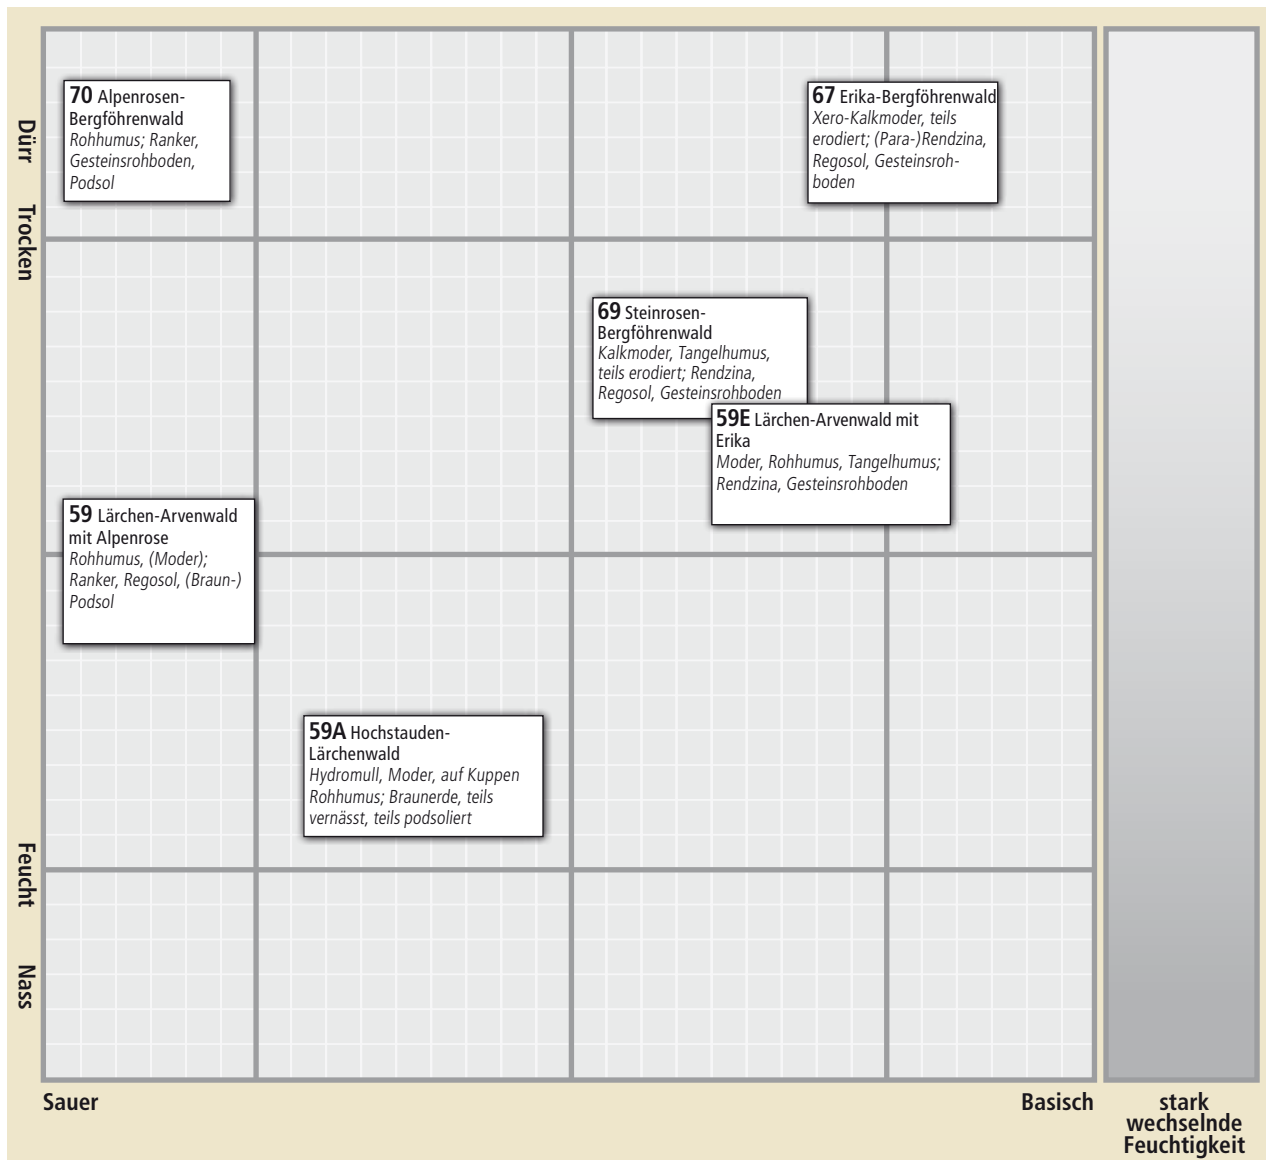 Dürr
Trocken
Feucht
Nass
70 Alpenrosen-
Bergföhrenwald
Rohhumus; Ranker,
Gesteinsrohboden,
Podsol
67 Erika-Bergföhrenwald
Xero-Kalkmoder, teils
erodiert; (Para-)Rendzina,
Regosol, Gesteinsroh-
boden
69 Steinrosen-
Bergföhrenwald
Kalkmoder, Tangelhumus,
teils erodiert; Rendzina,
Regosol, Gesteinsrohboden
59E Lärchen-Arvenwald mit
Erika
Moder, Rohhumus, Tangelhumus;
Rendzina, Gesteinsrohboden
59 Lärchen-Arvenwald
mit Alpenrose
Rohhumus, (Moder);
Ranker, Regosol, (Braun-)
Podsol
59A Hochstauden-
Lärchenwald
Hydromull, Moder, auf Kuppen
Rohhumus; Braunerde, teils
vernässt, teils podsoliert
Sauer
Basisch
stark
wechselnde
Feuchtigkeit